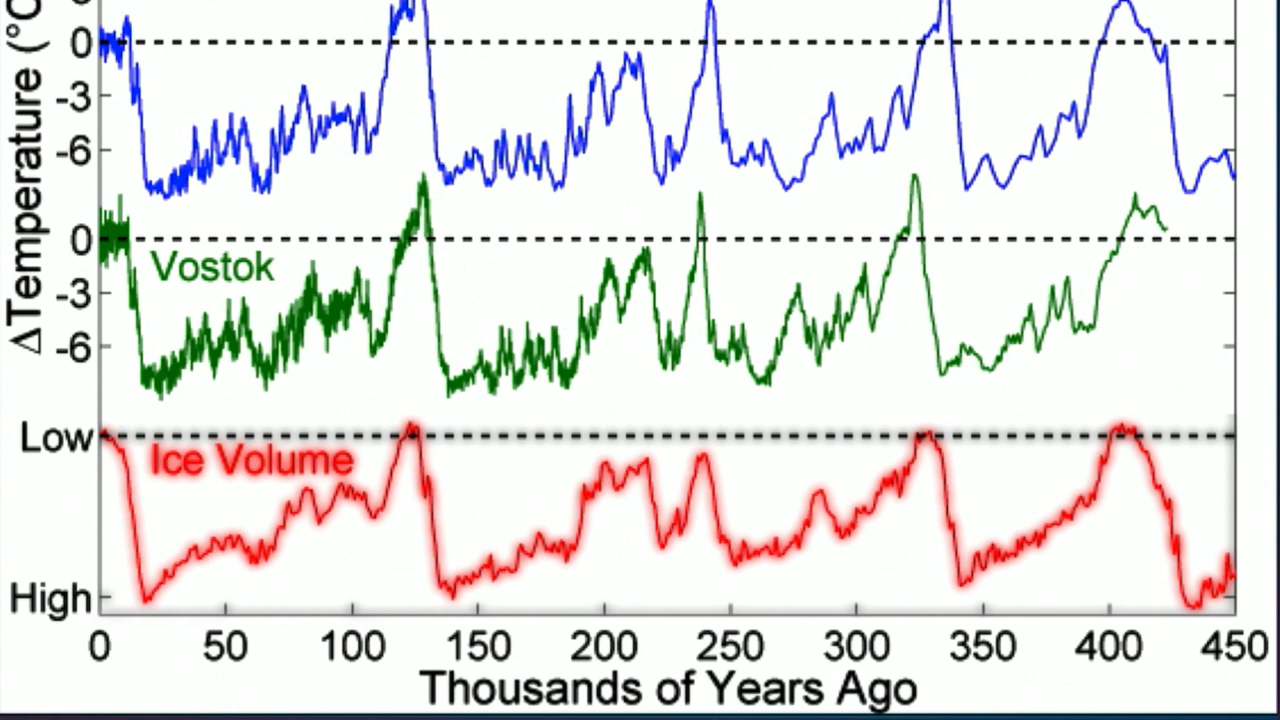 ΔTemperature (°C
0
-3
-6
0
-3
-6
Vostok
Low
Ice Volume
High
0 50 100 150 200 250 300 350 400 450
Thousands of Years Ago